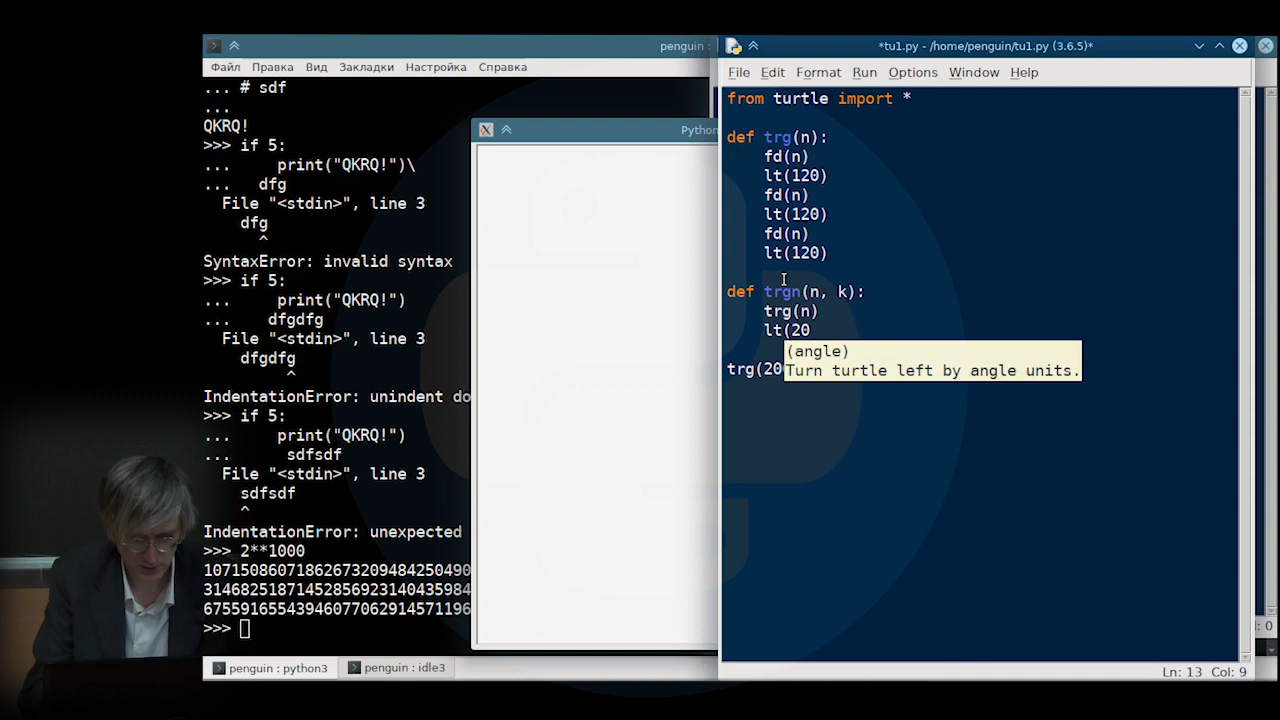 penguin :
Файл Правка Вид Закладки Настройка Справка
... # sdf
...
QKRQ!
>>> if 5:
...     print("QKRQ!")\
...   dfg
  File "<stdin>", line 3
    dfg
      ^
SyntaxError: invalid syntax
>>> if 5:
...     print("QKRQ!")
...    dfgdfg
  File "<stdin>", line 3
    dfgdfg
         ^
IndentationError: unindent do
>>> if 5:
...     print("QKRQ!")
...      sdfsdf
  File "<stdin>", line 3
    sdfsdf
    ^
IndentationError: unexpected
>>> 2**1000
10715086071862673209484250490
31468251871452856923140435984
67559165543946077062914571196
>>>
penguin : python3
penguin : idle3
Python
*tu1.py - /home/penguin/tu1.py (3.6.5)*
File Edit Format Run Options Window Help
from turtle import *
def trg(n):
    fd(n)
    lt(120)
    fd(n)
    lt(120)
    fd(n)
    lt(120)
def trgn(n, k):
    trg(n)
    lt(20
(angle)
Turn turtle left by angle units.
trg(20
Ln: 13 Col: 9
: 0